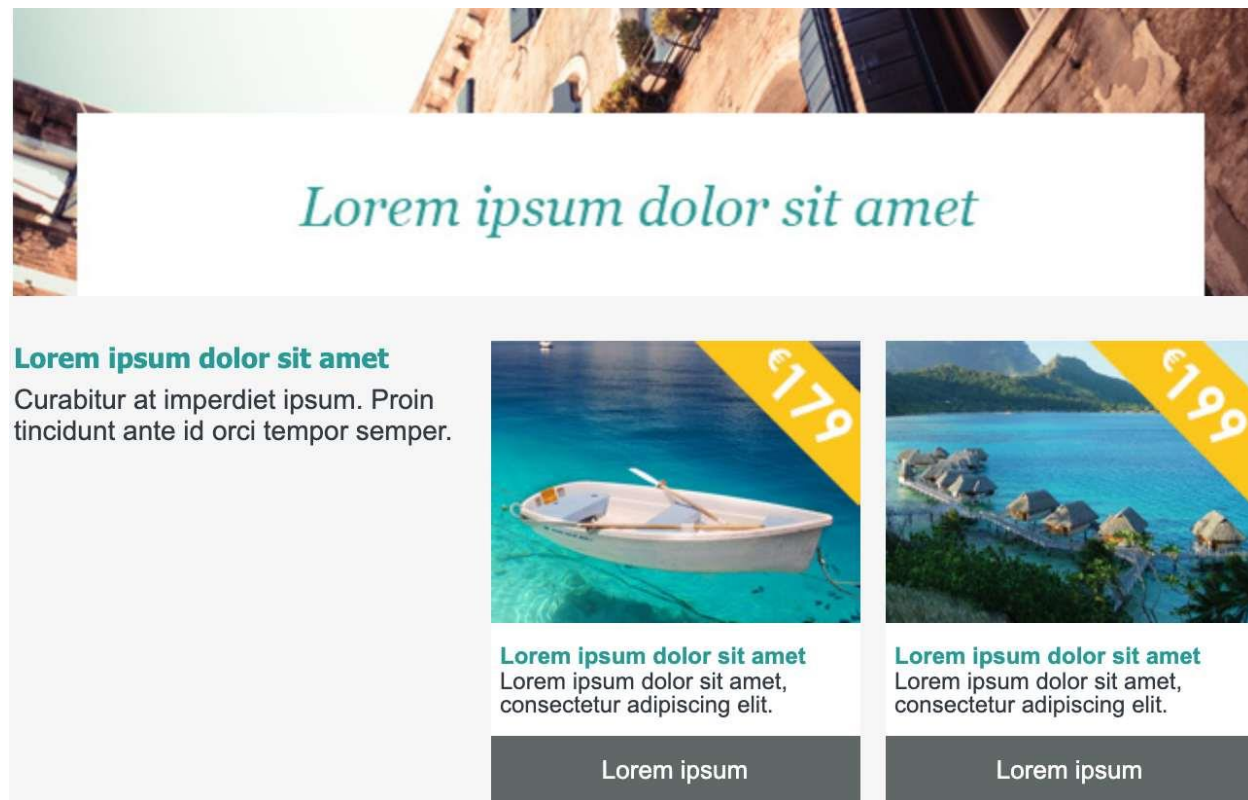 Lorem ipsum dolor sit amet
Lorem ipsum dolor sit amet
Curabitur at imperdiet ipsum. Proin
tincidunt ante id orci tempor semper.
€179
Lorem ipsum dolor sit amet
Lorem ipsum dolor sit amet,
consectetur adipiscing elit.
Lorem ipsum
€199
Lorem ipsum dolor sit amet
Lorem ipsum dolor sit amet,
consectetur adipiscing elit.
Lorem ipsum